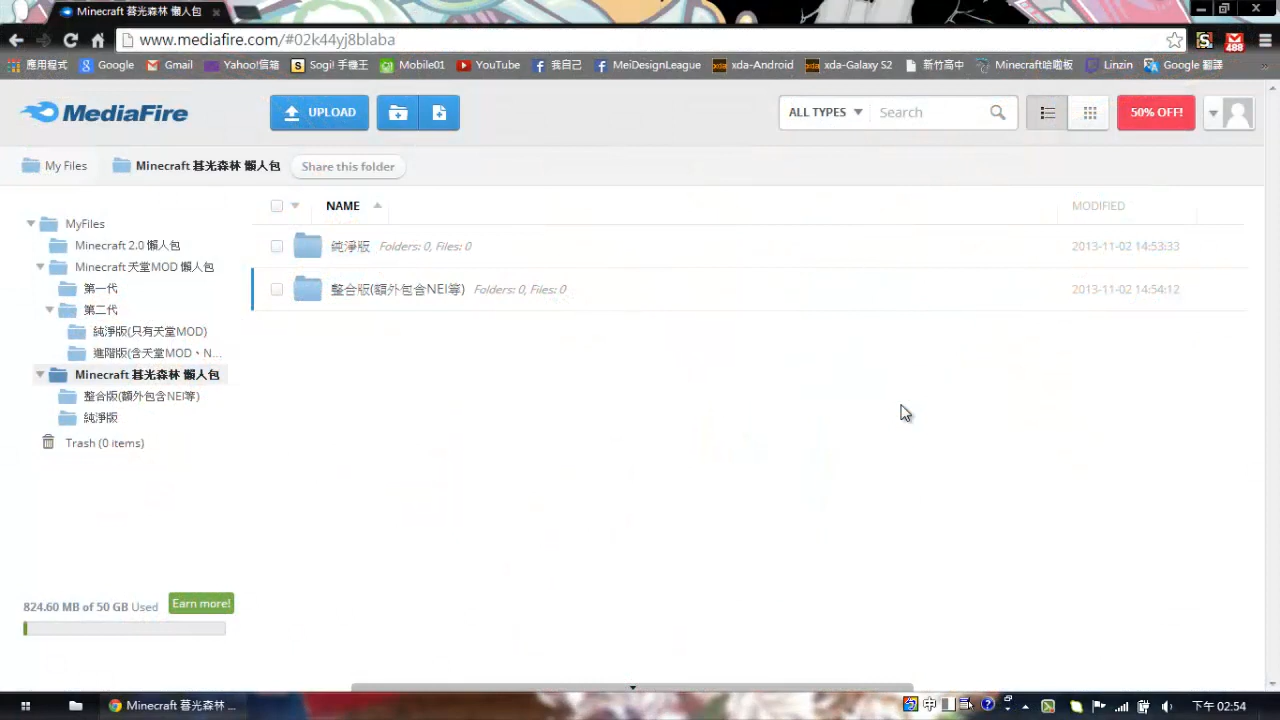 Minecraft 暮光森林 懶人包
www.mediafire.com/#02k44yj8blaba
488
應用程式 Google Gmail Yahoo!信箱 Sogi! 手機王 Mobile01 YouTube 我自己 MeiDesignLeague xda-Android xda-Galaxy S2 新竹高中 Minecraft哈啦板 Linzin Google 翻譯
MediaFire UPLOAD ALL TYPES Search 50% OFF!
My Files Minecraft 暮光森林 懶人包 Share this folder
NAME MODIFIED
MyFiles
Minecraft 2.0 懶人包
Minecraft 天堂MOD 懶人包
第一代
第二代
純淨版(只有天堂MOD)
進階版(含天堂MOD、N...
Minecraft 暮光森林 懶人包
整合版(額外包含NEI等)
純淨版
Trash (0 items)
純淨版 Folders: 0, Files: 0 2013-11-02 14:53:33
整合版(額外包含NEI等) Folders: 0, Files: 0 2013-11-02 14:54:12
824.60 MB of 50 GB Used Earn more!
Minecraft 暮光森林 ... 中 下午 02:54